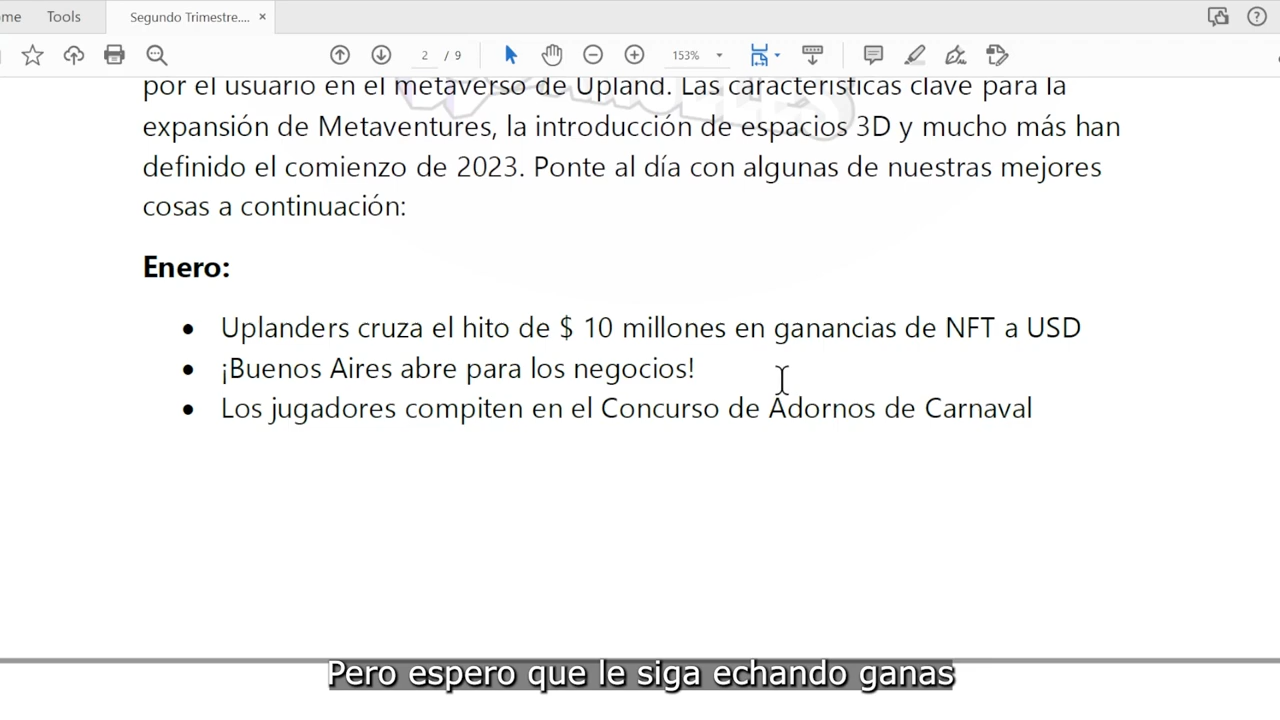 ome Tools Segundo Trimestre.... ×
2 / 9 153%
por el usuario en el metaverso de Upland. Las características clave para la
expansión de Metaventures, la introducción de espacios 3D y mucho más han
definido el comienzo de 2023. Ponte al día con algunas de nuestras mejores
cosas a continuación:
Enero:
• Uplanders cruza el hito de $ 10 millones en ganancias de NFT a USD
• ¡Buenos Aires abre para los negocios!
• Los jugadores compiten en el Concurso de Adornos de Carnaval
Pero espero que le siga echando ganas